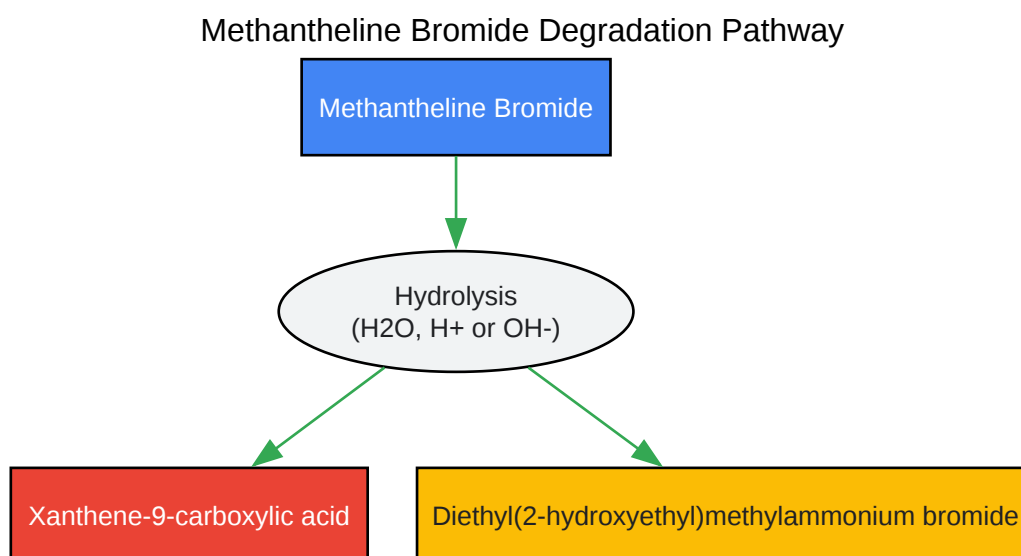 Methantheline Bromide Degradation Pathway
Methantheline Bromide
Hydrolysis
(H2O, H+ or OH-)
Xanthene-9-carboxylic acid
Diethyl(2-hydroxyethyl)methylammonium bromide